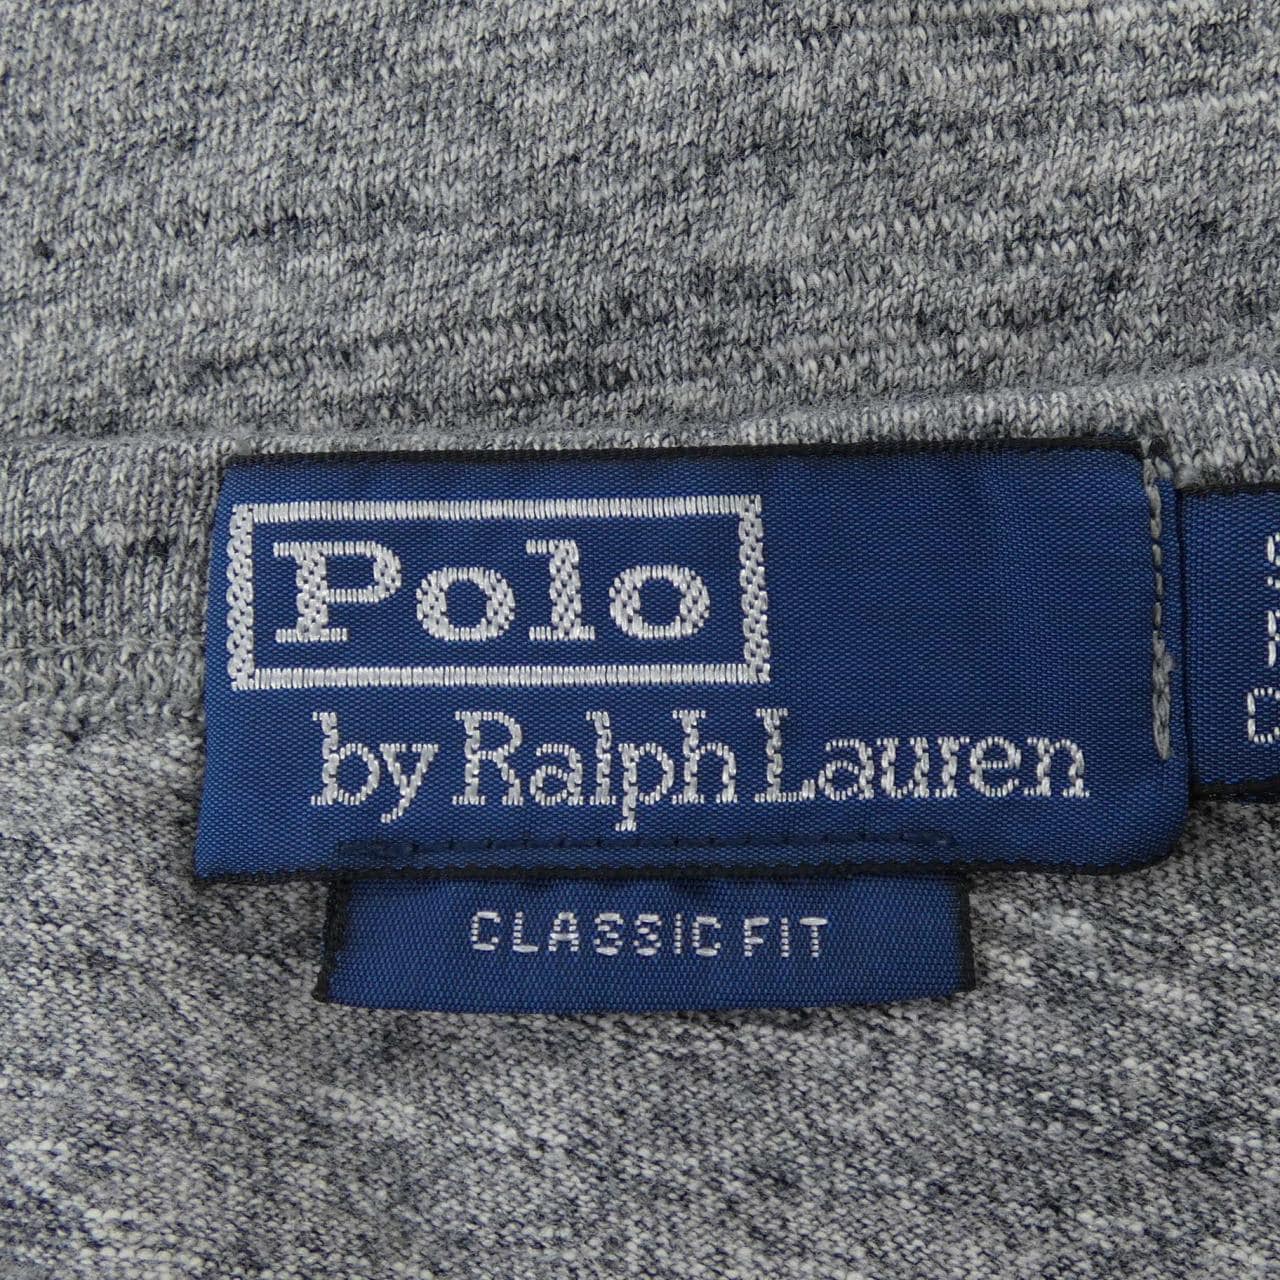 Polo
by Ralph Lauren
CLASSIC FIT